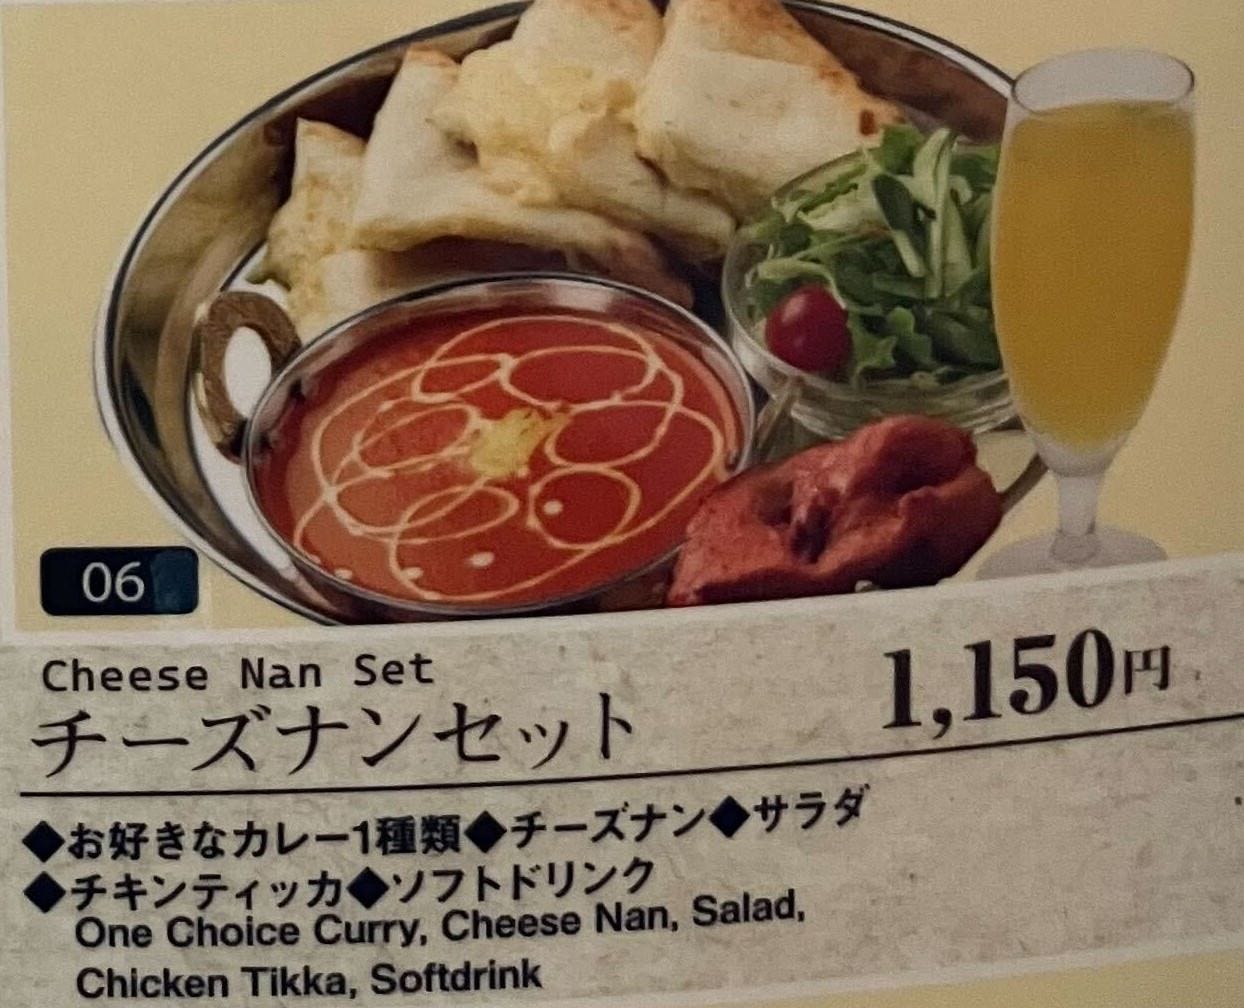 06
Cheese Nan Set
チーズナンセット 1,150円
◆お好きなカレー1種類◆チーズナン◆サラダ
◆チキンティッカ◆ソフトドリンク
One Choice Curry, Cheese Nan, Salad,
Chicken Tikka, Softdrink